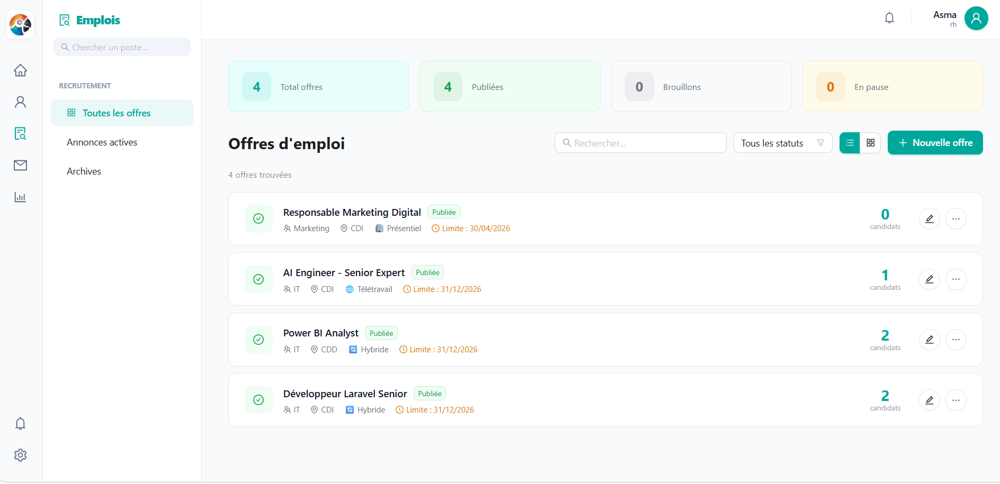 Emplois
Chercher un poste...
RECRUTEMENT
Toutes les offres
Annonces actives
Archives
Asma
rh
4 Total offres
4 Publiées
0 Brouillons
0 En pause
Offres d'emploi
Rechercher...
Tous les statuts
+ Nouvelle offre
4 offres trouvées
Responsable Marketing Digital Publiée
Marketing CDI Présentiel Limite : 30/04/2026
0
candidats
AI Engineer - Senior Expert Publiée
IT CDI Télétravail Limite : 31/12/2026
1
candidats
Power BI Analyst Publiée
IT CDD Hybride Limite : 31/12/2026
2
candidats
Développeur Laravel Senior Publiée
IT CDI Hybride Limite : 31/12/2026
2
candidats